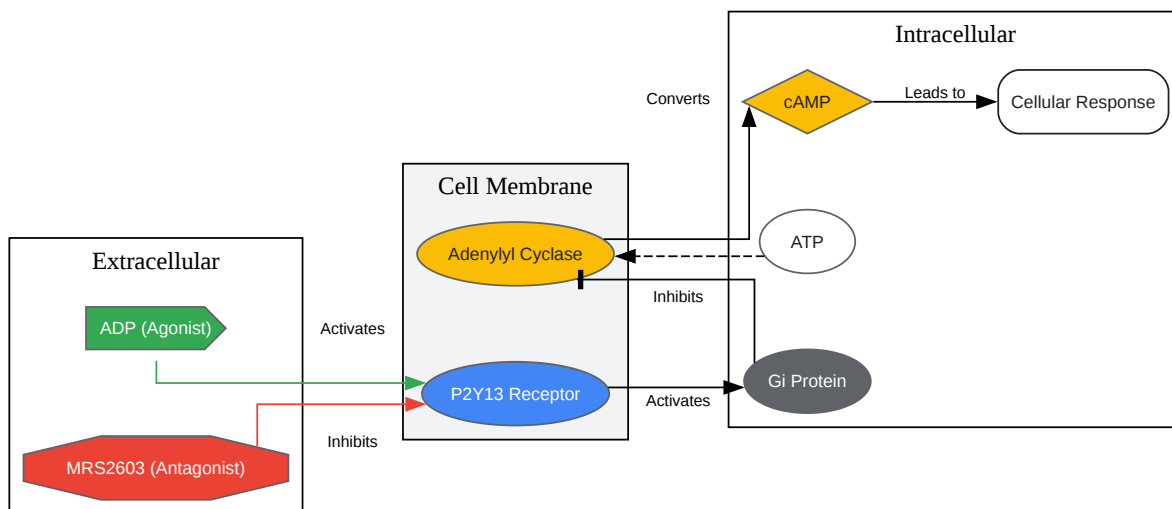 Intracellular
Converts
cAMP
Leads to
Cellular Response
Cell Membrane
Extracellular
Adenylyl Cyclase
ATP
Inhibits
ADP (Agonist)
Activates
P2Y13 Receptor
Activates
Gi Protein
Inhibits
MRS2603 (Antagonist)